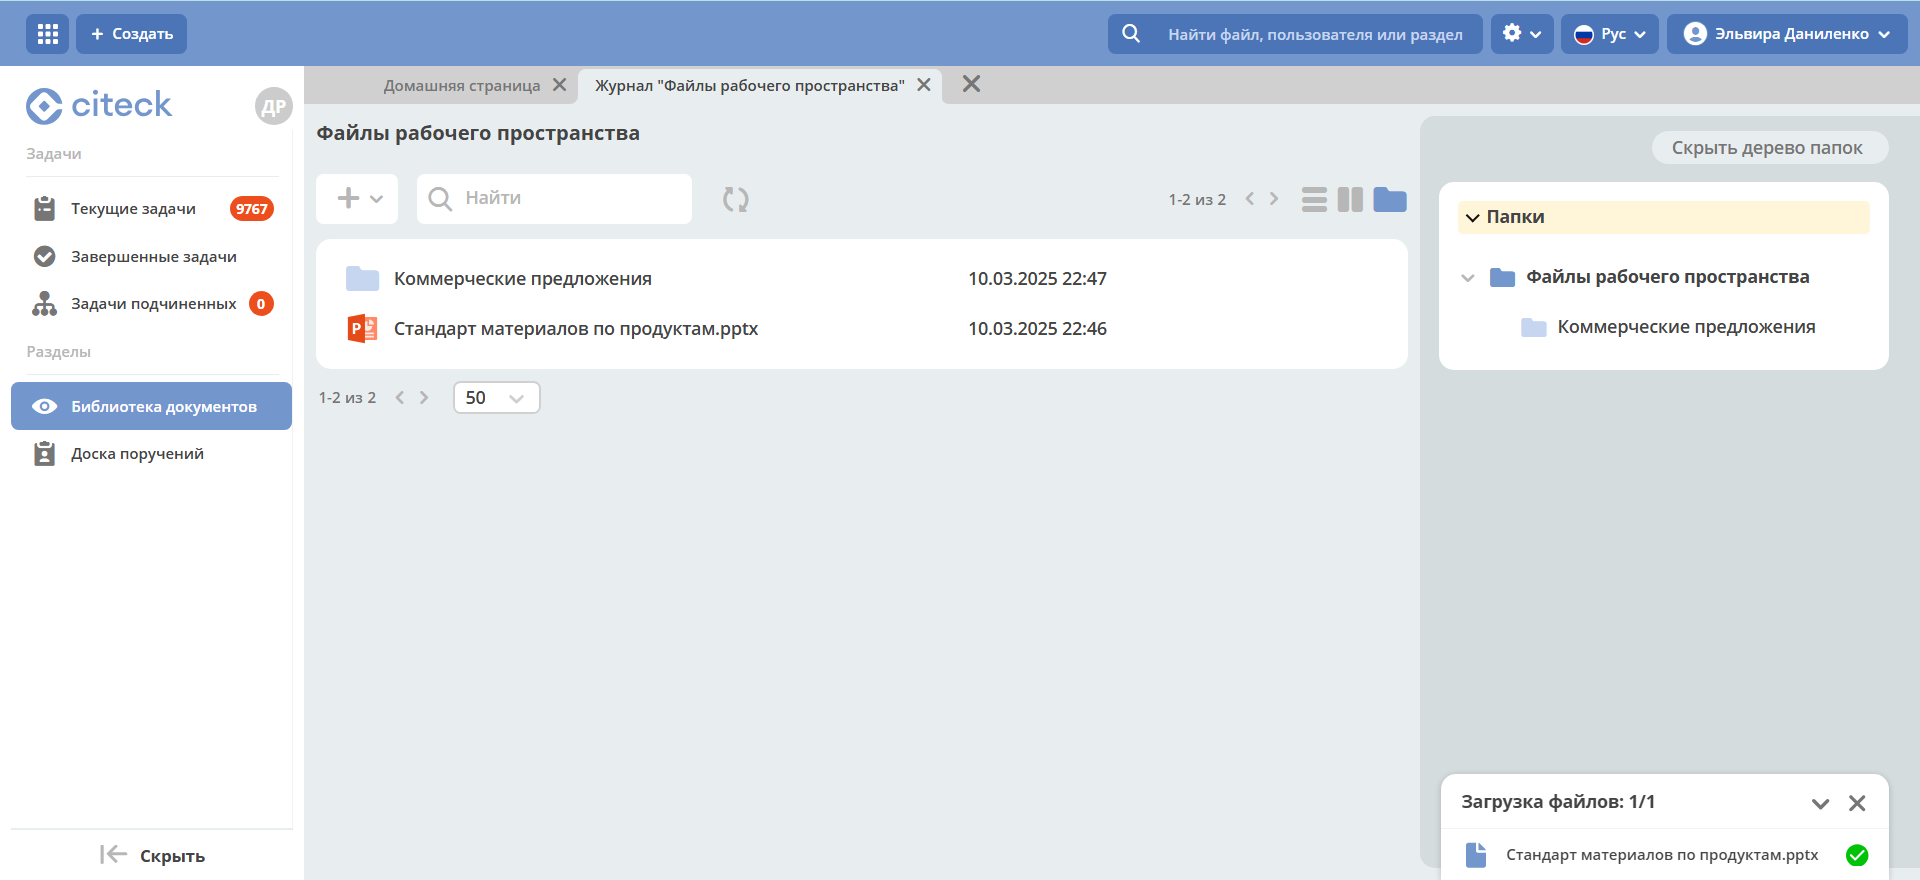 Создать
Найти файл, пользователя или раздел
Рус
Эльвира Даниленко
citeck
ДР
Домашняя страница
Журнал "Файлы рабочего пространства"
Задачи
Текущие задачи 9767
Завершенные задачи
Задачи подчиненных 0
Разделы
Библиотека документов
Доска поручений
Скрыть
Файлы рабочего пространства
Найти
1-2 из 2
Коммерческие предложения 10.03.2025 22:47
P
Стандарт материалов по продуктам.pptx 10.03.2025 22:46
1-2 из 2
50
Скрыть дерево папок
Папки
Файлы рабочего пространства
Коммерческие предложения
Загрузка файлов: 1/1
Стандарт материалов по продуктам.pptx